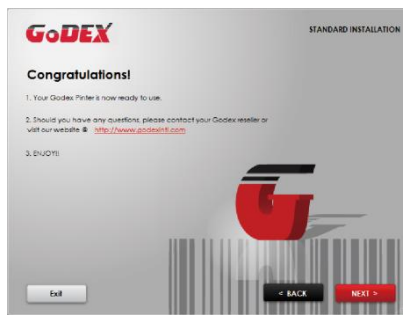 GoDEX
STANDARD INSTALLATION
Congratulations!
1. Your Godex Pinter is now ready to use.
2. Should you have any questions, please contact your Godex reseller or
visit our website @ http://www.godexintl.com
3. ENJOY!!
Exit
< BACK
NEXT >